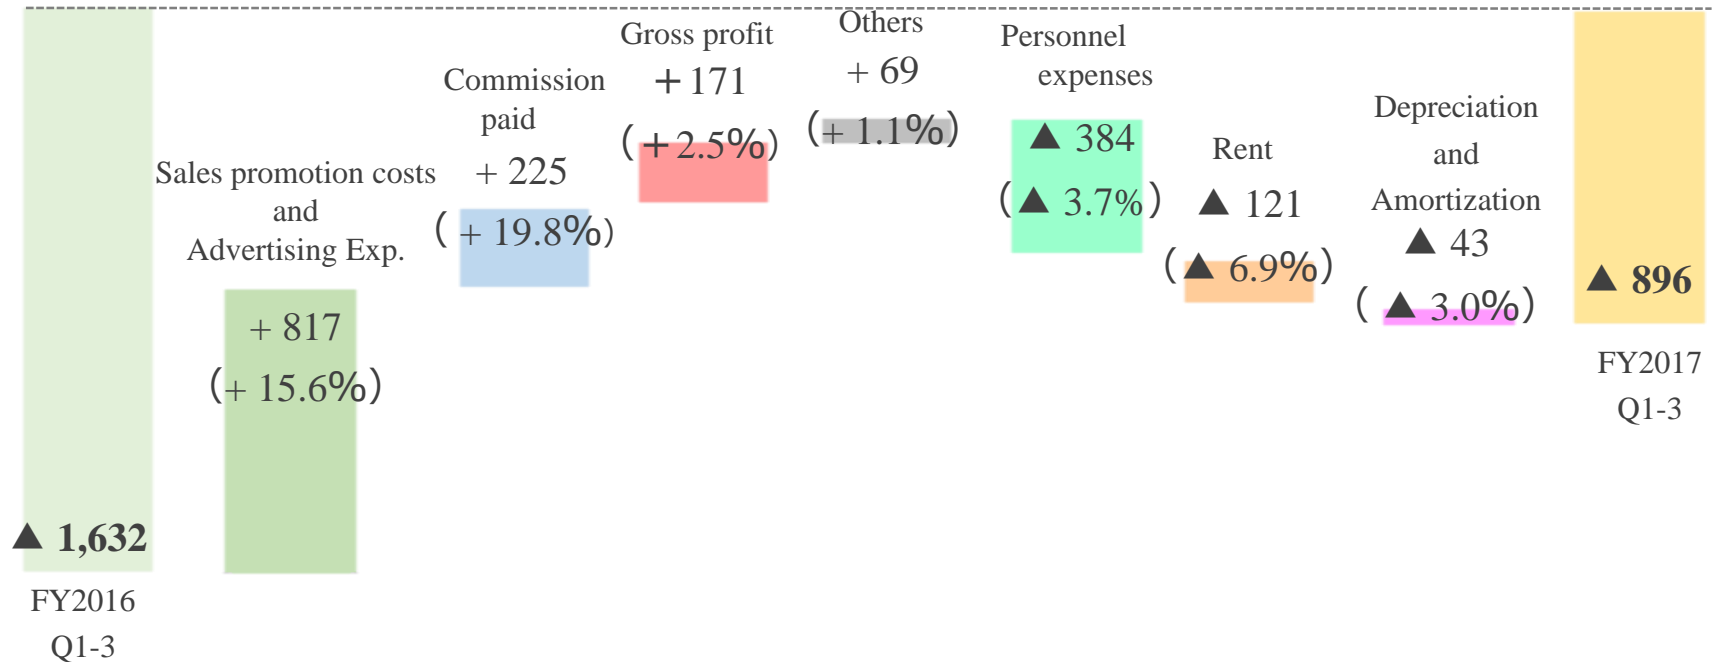 ▲ 1,632
FY2016
Q1-3
Sales promotion costs
and
Advertising Exp.
+ 817
(+ 15.6%)
Commission
paid
+ 225
( + 19.8%)
Gross profit
+ 171
(+ 2.5%)
Others
+ 69
(+ 1.1%)
Personnel
expenses
▲ 384
(▲ 3.7%)
Rent
▲ 121
(▲ 6.9%)
Depreciation
and
Amortization
▲ 43
( ▲ 3.0%)
▲ 896
FY2017
Q1-3